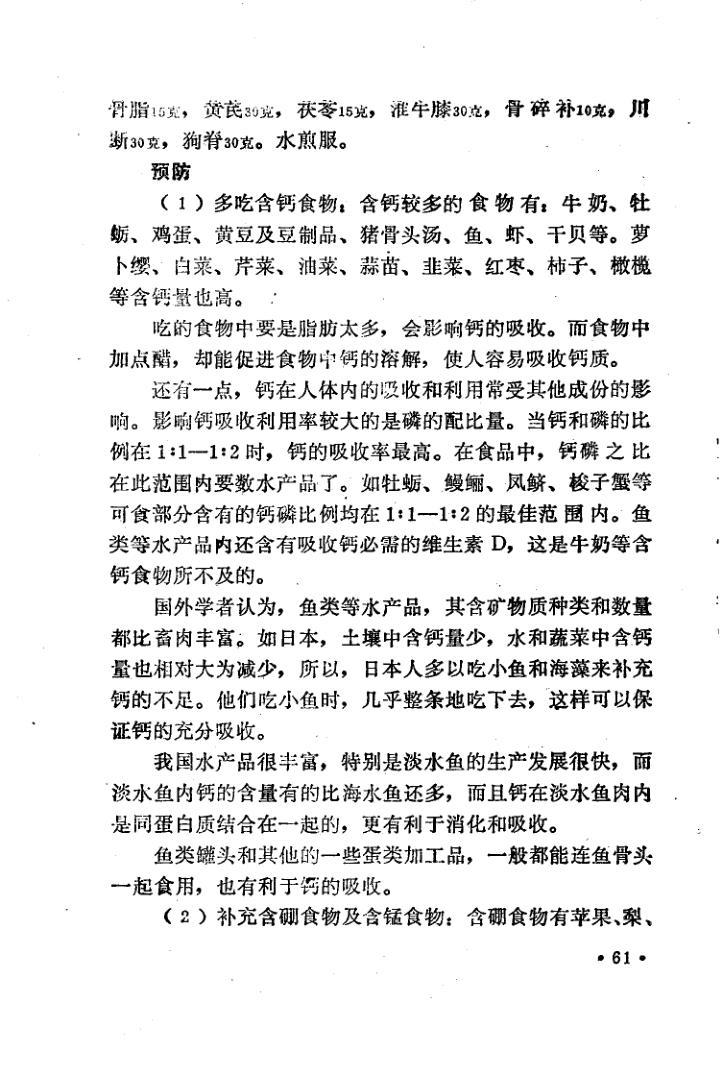 骨脂15克，黄芪30克，茯苓15克，淮牛膝30克，骨碎补10克，川
断30克，狗脊30克。水煎服。
预防
（1）多吃含钙食物：含钙较多的食物有：牛奶、牡
蛎、鸡蛋、黄豆及豆制品、猪骨头汤、鱼、虾、干贝等。萝
卜缨、白菜、芹菜、油菜、蒜苗、韭菜、红枣、柿子、橄榄
等含钙量也高。
吃的食物中要是脂肪太多，会影响钙的吸收。而食物中
加点醋，却能促进食物中钙的溶解，使人容易吸收钙质。
还有一点，钙在人体内的吸收和利用常受其他成份的影
响。影响钙吸收利用率较大的是磷的配比量。当钙和磷的比
例在1:1—1:2时，钙的吸收率最高。在食品中，钙磷之比
在此范围内要数水产品了。如牡蛎、鳗鲡、凤鲚、梭子蟹等
可食部分含有的钙磷比例均在1:1—1:2的最佳范围内。鱼
类等水产品内还含有吸收钙必需的维生素D，这是牛奶等含
钙食物所不及的。
国外学者认为，鱼类等水产品，其含矿物质种类和数量
都比畜肉丰富。如日本，土壤中含钙量少，水和蔬菜中含钙
量也相对大为减少，所以，日本人多以吃小鱼和海藻来补充
钙的不足。他们吃小鱼时，几乎整条地吃下去，这样可以保
证钙的充分吸收。
我国水产品很丰富，特别是淡水鱼的生产发展很快，而
淡水鱼内钙的含量有的比海水鱼还多，而且钙在淡水鱼肉内
是同蛋白质结合在一起的，更有利于消化和吸收。
鱼类罐头和其他的一些蛋类加工品，一般都能连鱼骨头
一起食用，也有利于钙的吸收。
（2）补充含硼食物及含锰食物：含硼食物有苹果、梨、
•61•